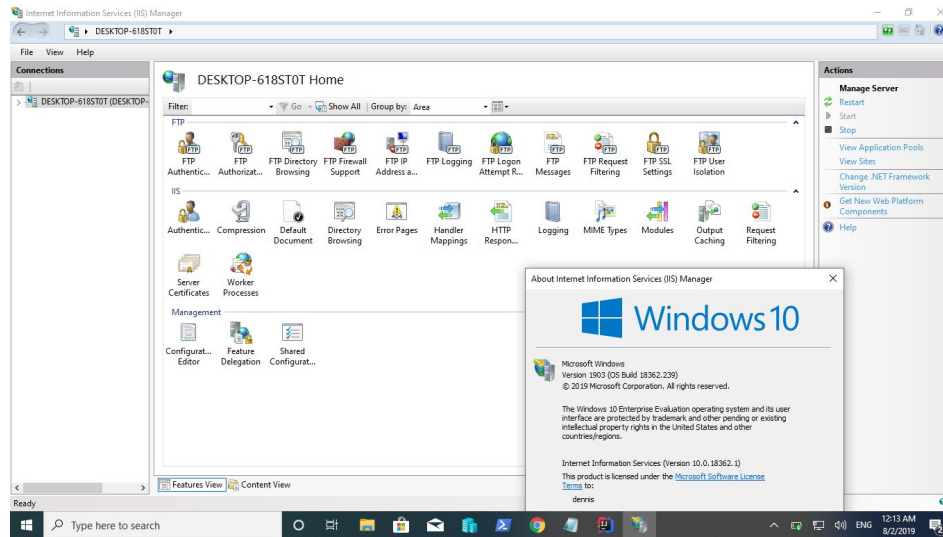 Internet Information Services (IIS) Manager
DESKTOP-618ST0T
File View Help
Connections
DESKTOP-618ST0T (DESKTOP-
DESKTOP-618ST0T Home
Filter: Go Show All Group by: Area
FTP
FTP Authentic...
FTP Authorizat...
FTP Directory Browsing
FTP Firewall Support
FTP IP Address a...
FTP Logging
FTP Logon Attempt R...
FTP Messages
FTP Request Filtering
FTP SSL Settings
FTP User Isolation
IIS
Authentic...
Compression
Default Document
Directory Browsing
Error Pages
Handler Mappings
HTTP Respon...
Logging
MIME Types
Modules
Output Caching
Request Filtering
Server Certificates
Worker Processes
Management
Configurat... Editor
Feature Delegation
Shared Configurat...
Features View
Content View
Ready
Actions
Manage Server
Restart
Start
Stop
View Application Pools
View Sites
Change .NET Framework
Version
Get New Web Platform
Components
Help
About Internet Information Services (IIS) Manager
Windows 10
Microsoft Windows
Version 1903 (OS Build 18362.239)
© 2019 Microsoft Corporation. All rights reserved.
The Windows 10 Enterprise Evaluation operating system and its user
interface are protected by trademark and other pending or existing
intellectual property rights in the United States and other
countries/regions.
Internet Information Services (Version 10.0.18362.1)
This product is licensed under the Microsoft Software License
Terms to:
dennis
Type here to search
ENG
12:13 AM
8/2/2019